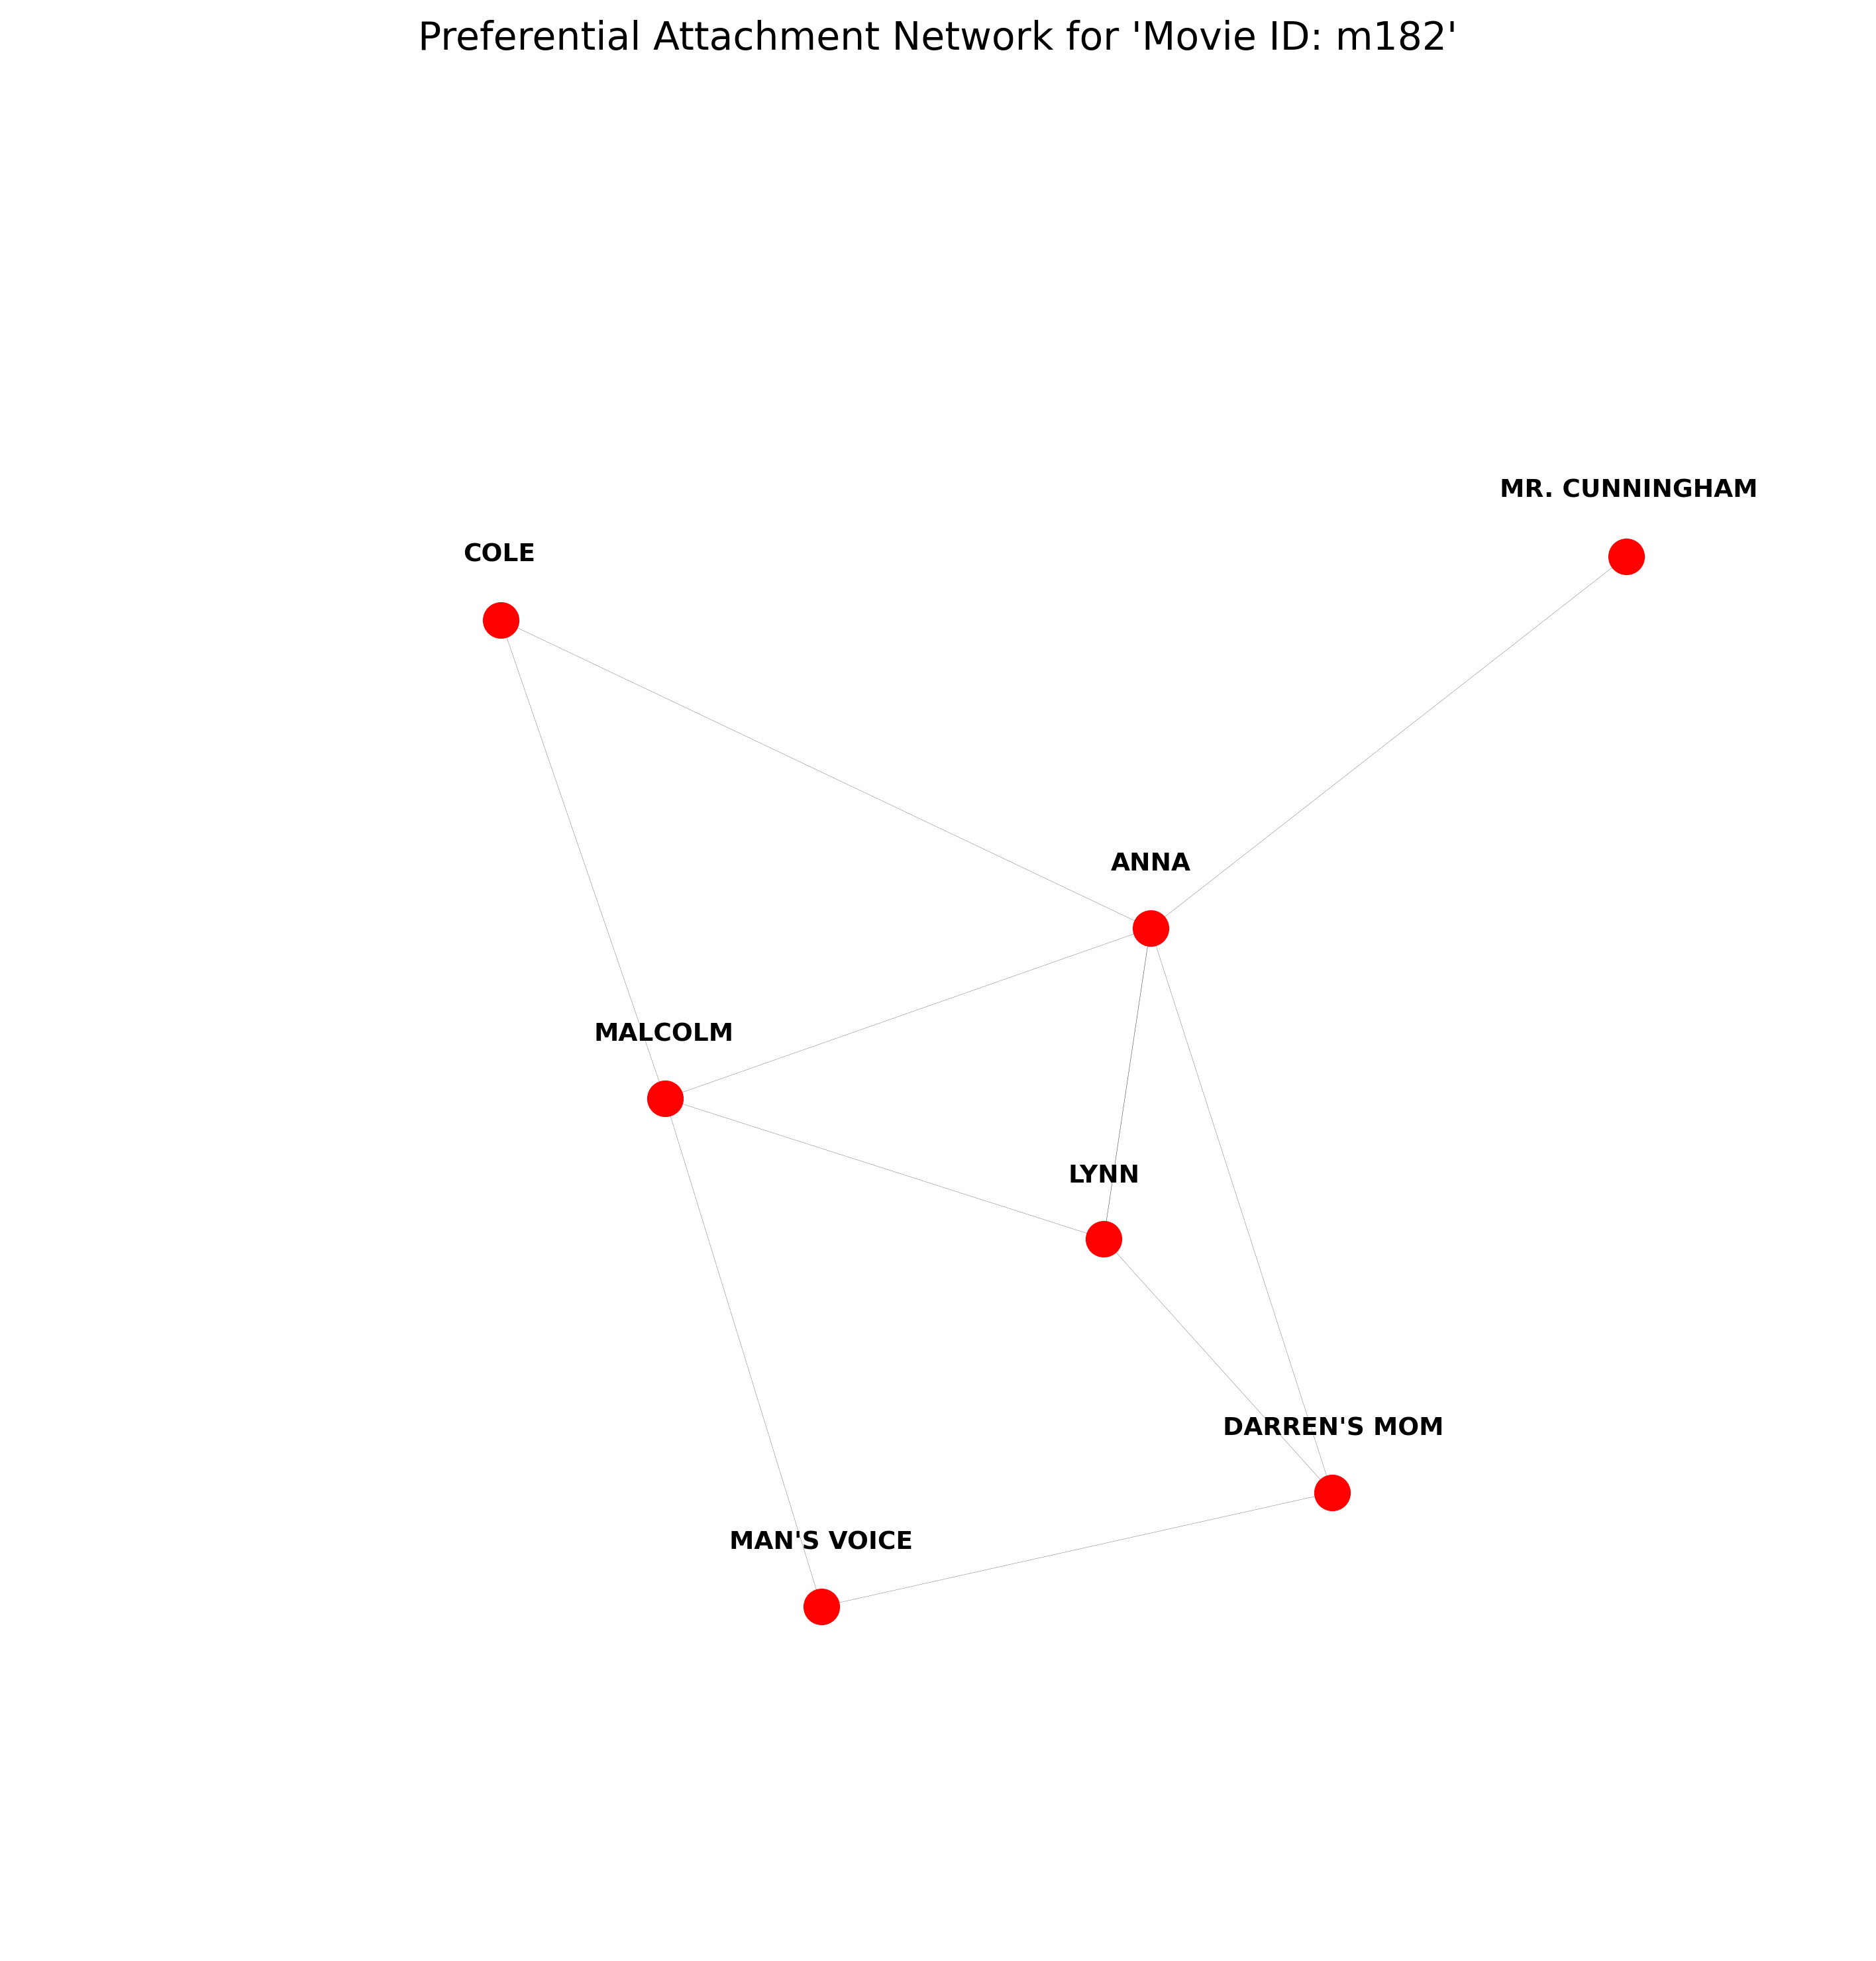 Preferential Attachment Network for 'Movie ID: m182'
MR. CUNNINGHAM
COLE
ANNA
MALCOLM
LYNN
DARREN'S MOM
MAN'S VOICE